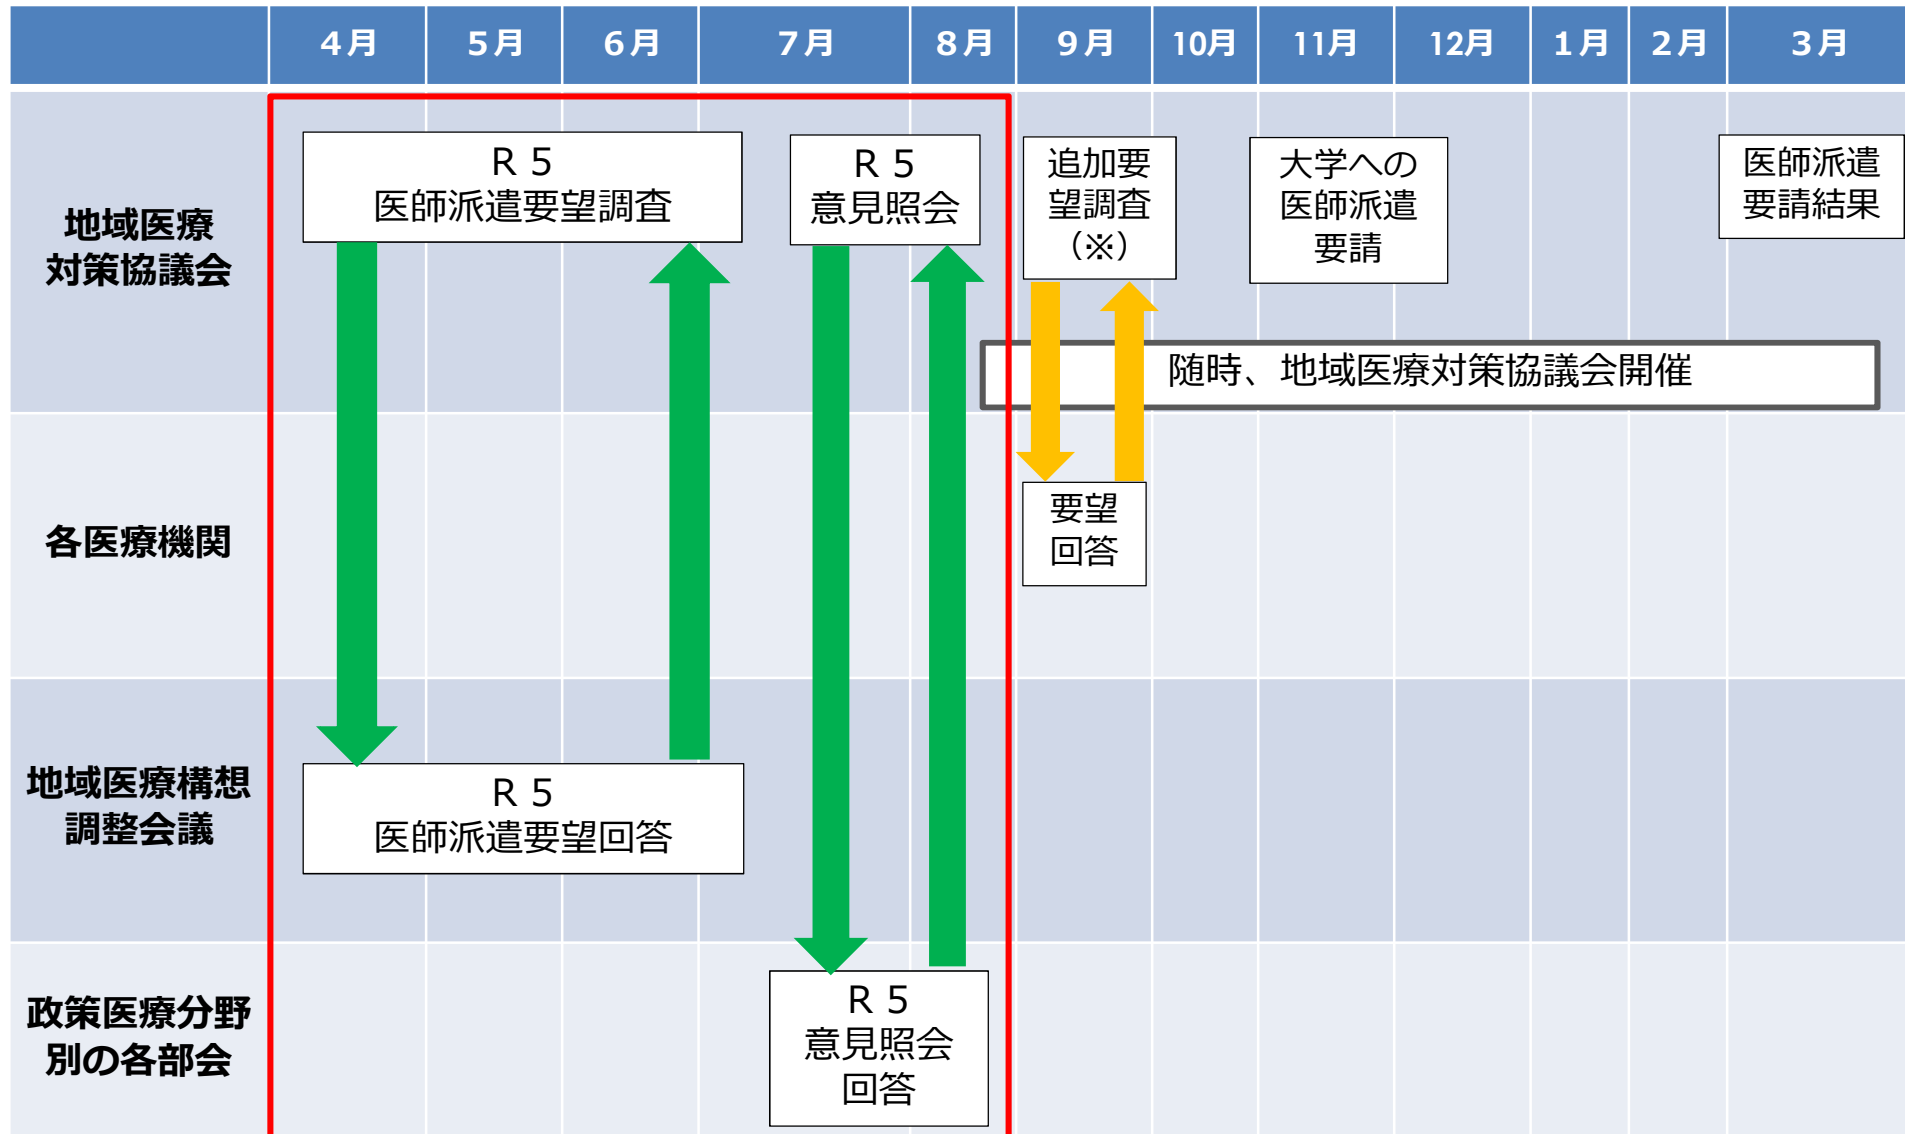 4月 5月 6月 7月 8月 9月 10月 11月 12月 1月 2月 3月
地域医療
対策協議会
R 5
医師派遣要望調査
R 5
意見照会
追加要
望調査
（※）
大学への
医師派遣
要請
医師派遣
要請結果
随時、地域医療対策協議会開催
各医療機関
要望
回答
地域医療構想
調整会議
R 5
医師派遣要望回答
政策医療分野
別の各部会
R 5
意見照会
回答